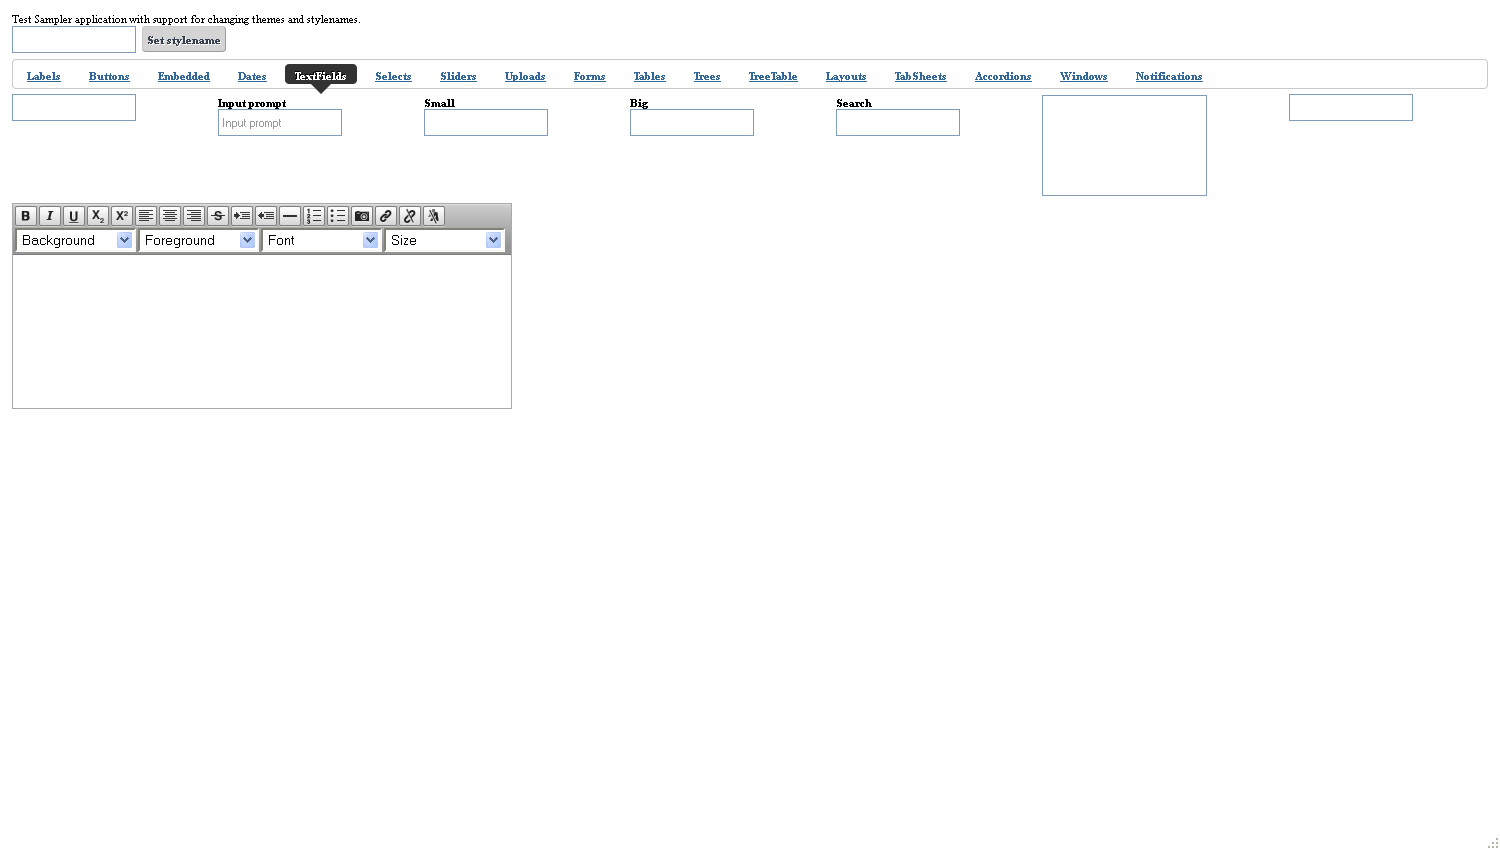 Test Sampler application with support for changing themes and stylenames.
Set stylename
Labels Buttons Embedded Dates TextFields Selects Sliders Uploads Forms Tables Trees TreeTable Layouts TabSheets Accordions Windows Notifications
Input prompt Small Big Search
Input prompt
B I U X2 X2 S
Background Foreground Font Size